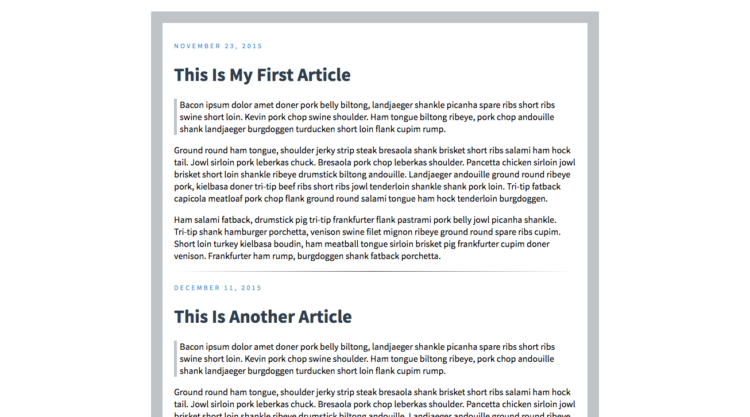 NOVEMBER 23, 2015
This Is My First Article
Bacon ipsum dolor amet doner pork belly biltong, landjaeger shankle picanha spare ribs short ribs
swine short loin. Kevin pork chop swine shoulder. Ham tongue biltong ribeye, pork chop andouille
shank landjaeger burgdoggen turducken short loin flank cupim rump.
Ground round ham tongue, shoulder jerky strip steak bresaola shank brisket short ribs salami ham hock
tail. Jowl sirloin pork leberkas chuck. Bresaola pork chop leberkas shoulder. Pancetta chicken sirloin jowl
brisket short loin shankle ribeye drumstick biltong andouille. Landjaeger andouille ground round ribeye
pork, kielbasa doner tri-tip beef ribs short ribs jowl tenderloin shankle shank pork loin. Tri-tip fatback
capicola meatloaf pork chop flank ground round salami tongue ham hock tenderloin burgdoggen.
Ham salami fatback, drumstick pig tri-tip frankfurter flank pastrami pork belly jowl picanha shankle.
Tri-tip shank hamburger porchetta, venison swine filet mignon ribeye ground round spare ribs cupim.
Short loin turkey kielbasa boudin, ham meatball tongue sirloin brisket pig frankfurter cupim doner
venison. Frankfurter ham rump, burgdoggen shank fatback porchetta.
DECEMBER 11, 2015
This Is Another Article
Bacon ipsum dolor amet doner pork belly biltong, landjaeger shankle picanha spare ribs short ribs
swine short loin. Kevin pork chop swine shoulder. Ham tongue biltong ribeye, pork chop andouille
shank landjaeger burgdoggen turducken short loin flank cupim rump.
Ground round ham tongue, shoulder jerky strip steak bresaola shank brisket short ribs salami ham hock
tail. Jowl sirloin pork leberkas chuck. Bresaola pork chop leberkas shoulder. Pancetta chicken sirloin jowl
brisket short loin shankle ribeye drumstick biltong andouille. Landjaeger andouille ground round ribeye